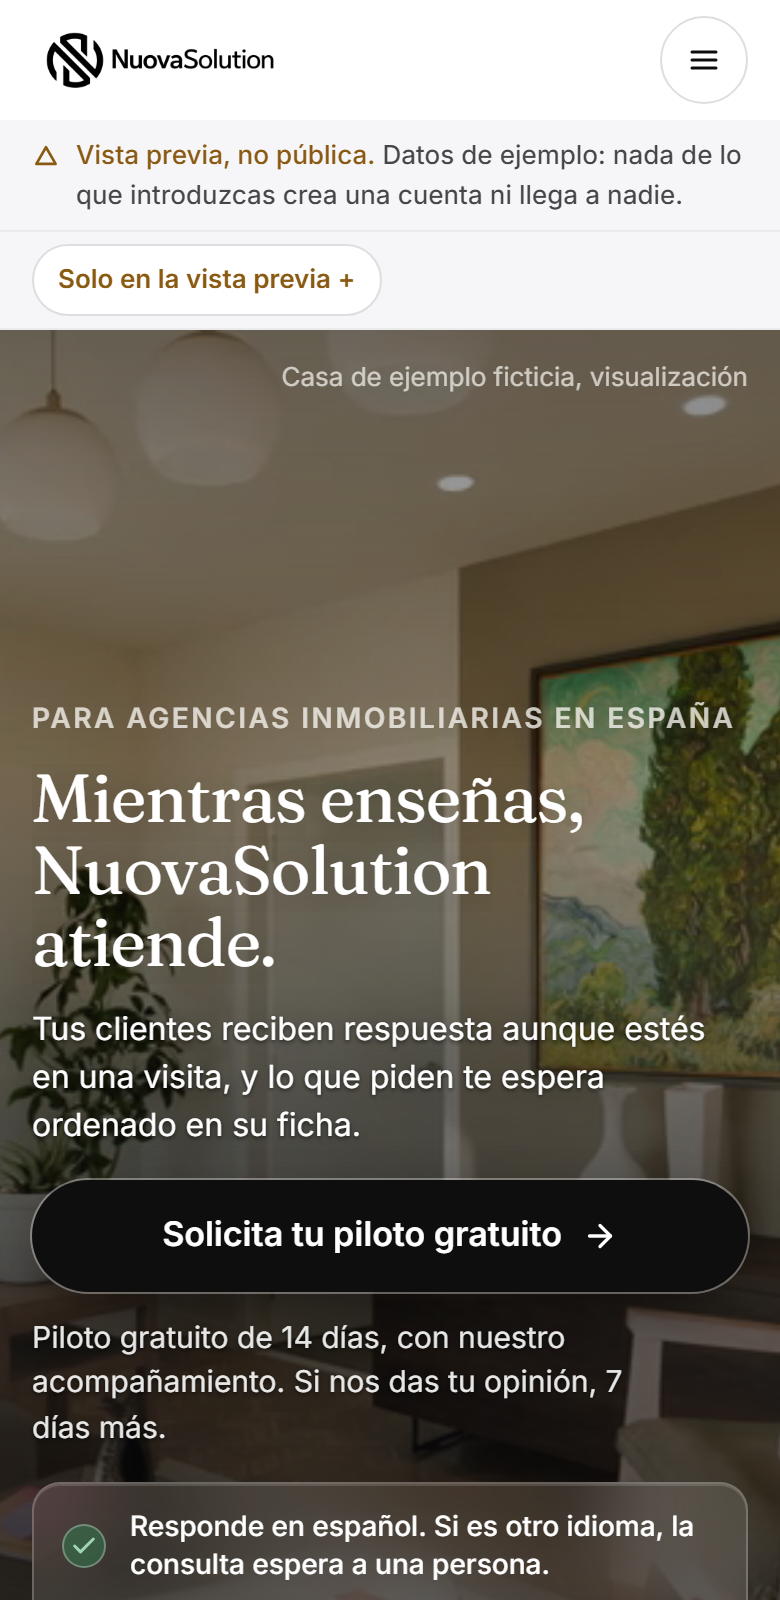 NuovaSolution
Vista previa, no pública. Datos de ejemplo: nada de lo
que introduzcas crea una cuenta ni llega a nadie.
Solo en la vista previa +
Casa de ejemplo ficticia, visualización
PARA AGENCIAS INMOBILIARIAS EN ESPAÑA
Mientras enseñas,
NuovaSolution
atiende.
Tus clientes reciben respuesta aunque estés
en una visita, y lo que piden te espera
ordenado en su ficha.
Solicita tu piloto gratuito →
Piloto gratuito de 14 días, con nuestro
acompañamiento. Si nos das tu opinión, 7
días más.
Responde en español. Si es otro idioma, la
consulta espera a una persona.